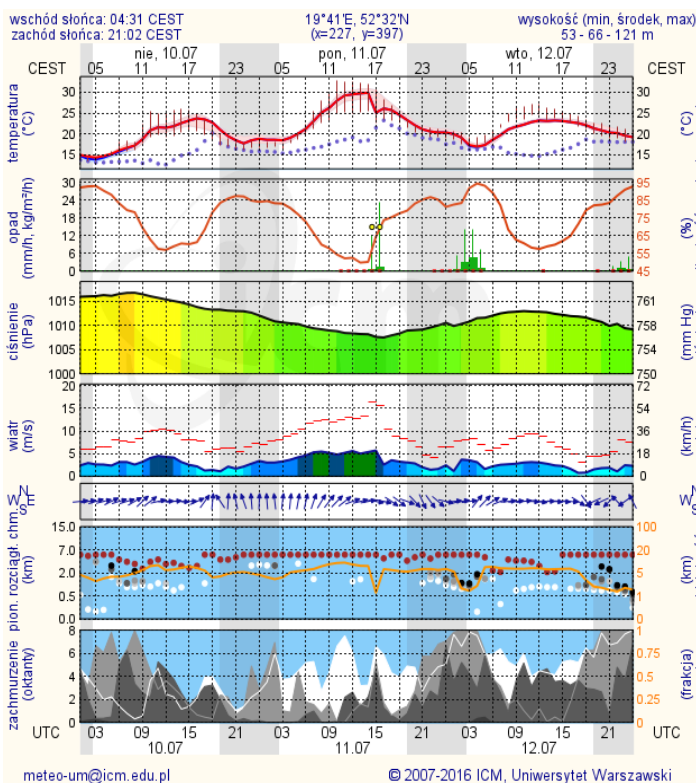 wschód słońca: 04:31 CEST 19°41'E, 52°32'N wysokość (min, środek, max)
zachód słońca: 21:02 CEST (x=227, y=397) 53 - 66 - 121 m
nie, 10.07 pon, 11.07 wto, 12.07
CEST 05 11 17 23 05 11 17 23 05 11 17 23 CEST
temperatura
(°C)
30
25
20
15
30
25
20
15
(°C)
opad
(mm/h, kg/m²/h)
30
24
18
12
6
0
95
85
75
65
55
45
(%)
ciśnienie
(hPa)
1015
1010
1005
1000
761
758
754
750
(mm Hg)
wiatr
(m/s)
20
15
10
5
0
72
54
36
18
0
(km/h)
N
W E
S
N
W
S
pion. rozciągł. chm.
(km)
15.0
7.0
2.0
0.5
0.0
100
20
5
1
0
(km)
zachmurzenie
(oktanty)
8
6
4
2
0
1
0.75
0.5
0.25
0
(frakcja)
UTC 03 09 15 21 03 09 15 21 03 09 15 21 UTC
10.07 11.07 12.07
meteo-um@icm.edu.pl © 2007-2016 ICM, Uniwersytet Warszawski